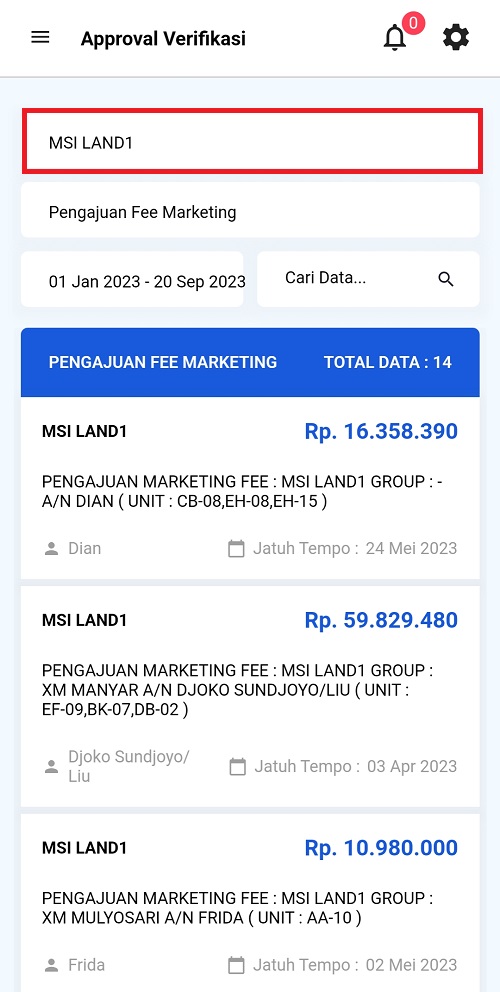 Approval Verifikasi
0
MSI LAND1
Pengajuan Fee Marketing
01 Jan 2023 - 20 Sep 2023
Cari Data...
PENGAJUAN FEE MARKETING
TOTAL DATA : 14
MSI LAND1
Rp. 16.358.390
PENGAJUAN MARKETING FEE : MSI LAND1 GROUP : -
A/N DIAN ( UNIT : CB-08,EH-08,EH-15 )
Dian
Jatuh Tempo : 24 Mei 2023
MSI LAND1
Rp. 59.829.480
PENGAJUAN MARKETING FEE : MSI LAND1 GROUP :
XM MANYAR A/N DJOKO SUNDJOYO/LIU ( UNIT :
EF-09,BK-07,DB-02 )
Djoko Sundjoyo/
Liu
Jatuh Tempo : 03 Apr 2023
MSI LAND1
Rp. 10.980.000
PENGAJUAN MARKETING FEE : MSI LAND1 GROUP :
XM MULYOSARI A/N FRIDA ( UNIT : AA-10 )
Frida
Jatuh Tempo : 02 Mei 2023